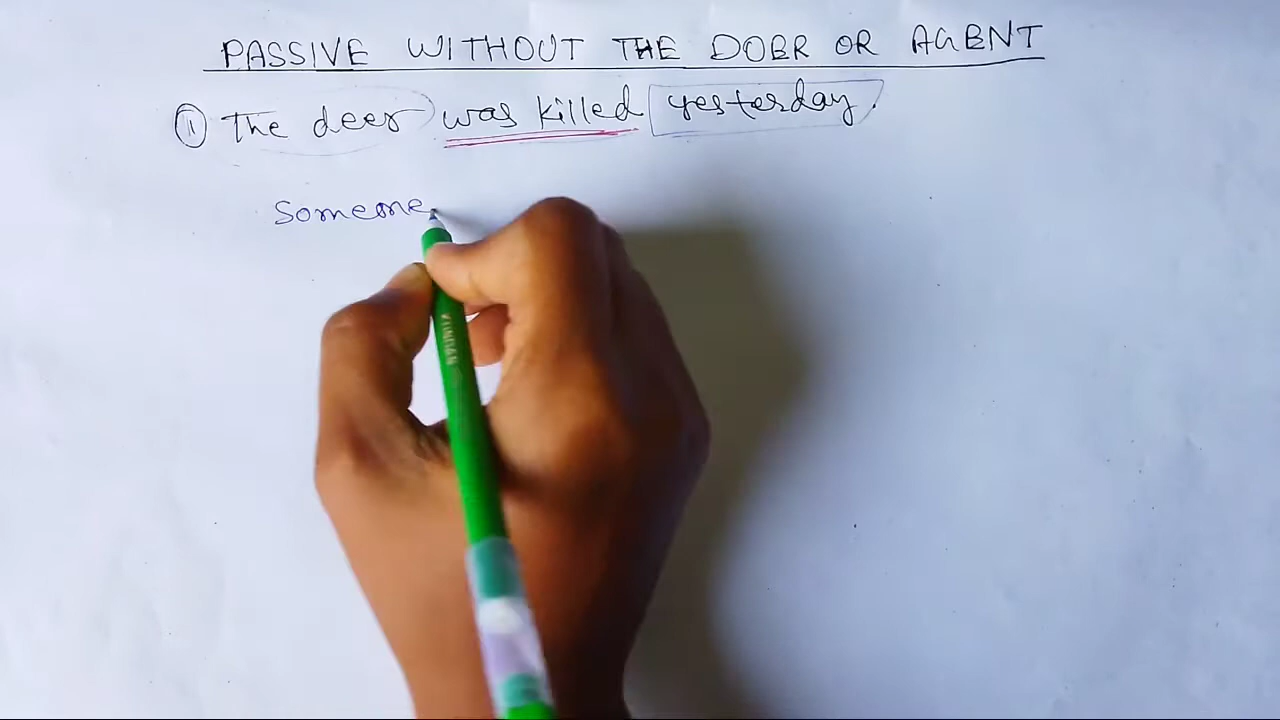 PASSIVE WITHOUT THE DOER OR AGENT
① The deer was killed yesterday.
Someone